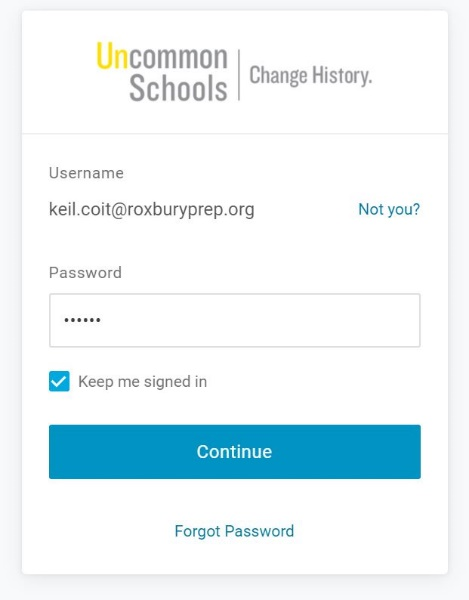 Uncommon Schools | Change History.
Username
keil.coit@roxburyprep.org Not you?
Password
••••••
Keep me signed in
Continue
Forgot Password